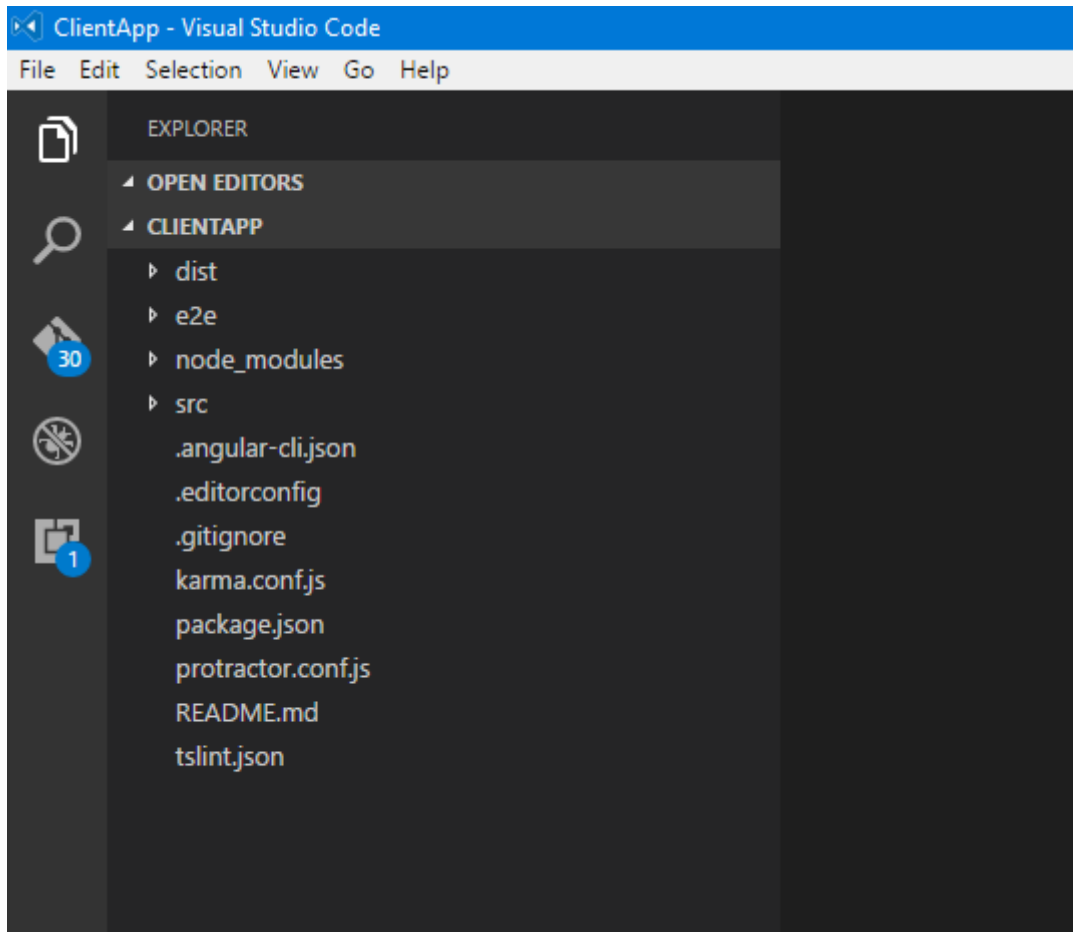 ClientApp - Visual Studio Code
File Edit Selection View Go Help
EXPLORER
OPEN EDITORS
CLIENTAPP
dist
e2e
30
node_modules
src
.angular-cli.json
.editorconfig
.gitignore
1
karma.conf.js
package.json
protractor.conf.js
README.md
tslint.json